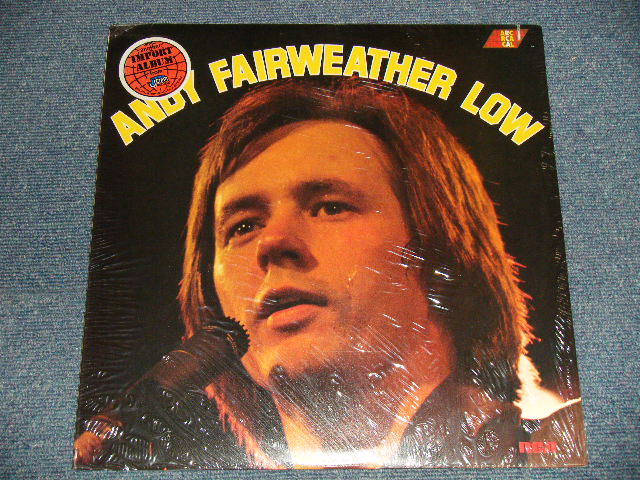 IMPORT
ALBUM
ANDY FAIRWEATHER LOW
RCA